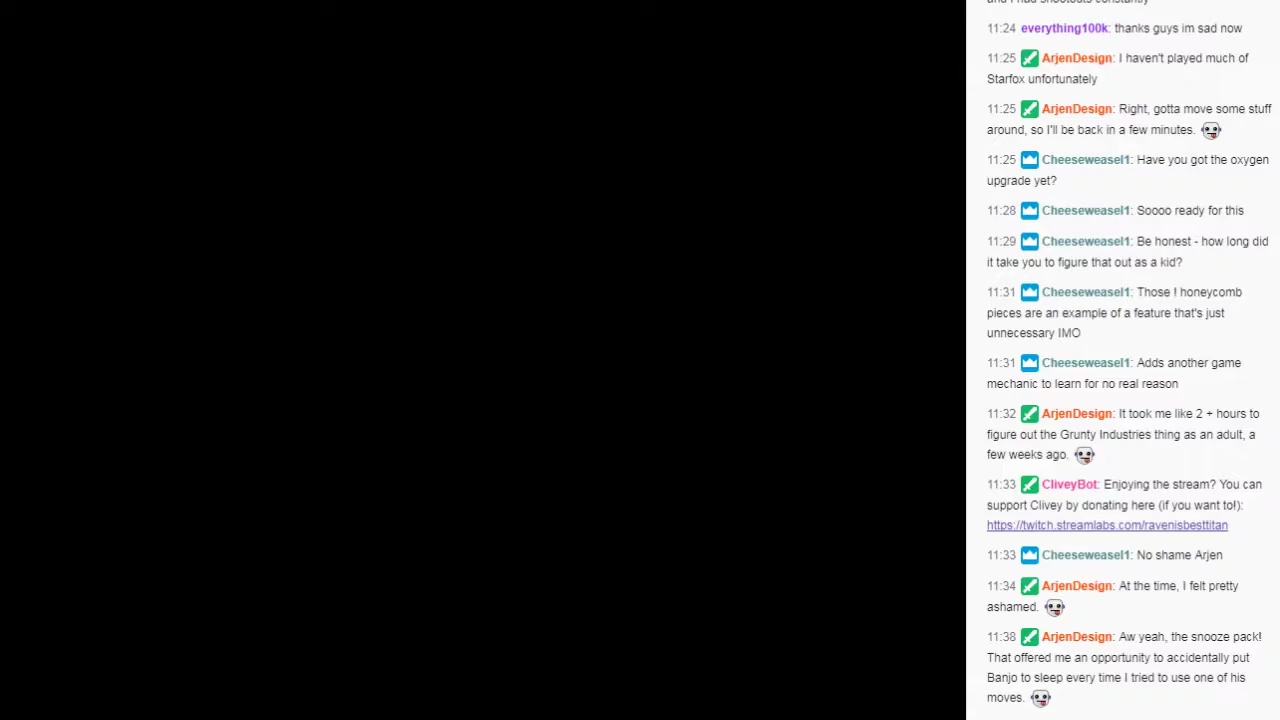 and I had shootouts constantly
11:24 everything100k: thanks guys im sad now
11:25 ArjenDesign: I haven't played much of
Starfox unfortunately
11:25 ArjenDesign: Right, gotta move some stuff
around, so I'll be back in a few minutes.
11:25 Cheeseweasel1: Have you got the oxygen
upgrade yet?
11:28 Cheeseweasel1: Soooo ready for this
11:29 Cheeseweasel1: Be honest - how long did
it take you to figure that out as a kid?
11:31 Cheeseweasel1: Those ! honeycomb
pieces are an example of a feature that's just
unnecessary IMO
11:31 Cheeseweasel1: Adds another game
mechanic to learn for no real reason
11:32 ArjenDesign: It took me like 2 + hours to
figure out the Grunty Industries thing as an adult, a
few weeks ago.
11:33 CliveyBot: Enjoying the stream? You can
support Clivey by donating here (if you want to!):
https://twitch.streamlabs.com/ravenisbesttitan
11:33 Cheeseweasel1: No shame Arjen
11:34 ArjenDesign: At the time, I felt pretty
ashamed.
11:38 ArjenDesign: Aw yeah, the snooze pack!
That offered me an opportunity to accidentally put
Banjo to sleep every time I tried to use one of his
moves.